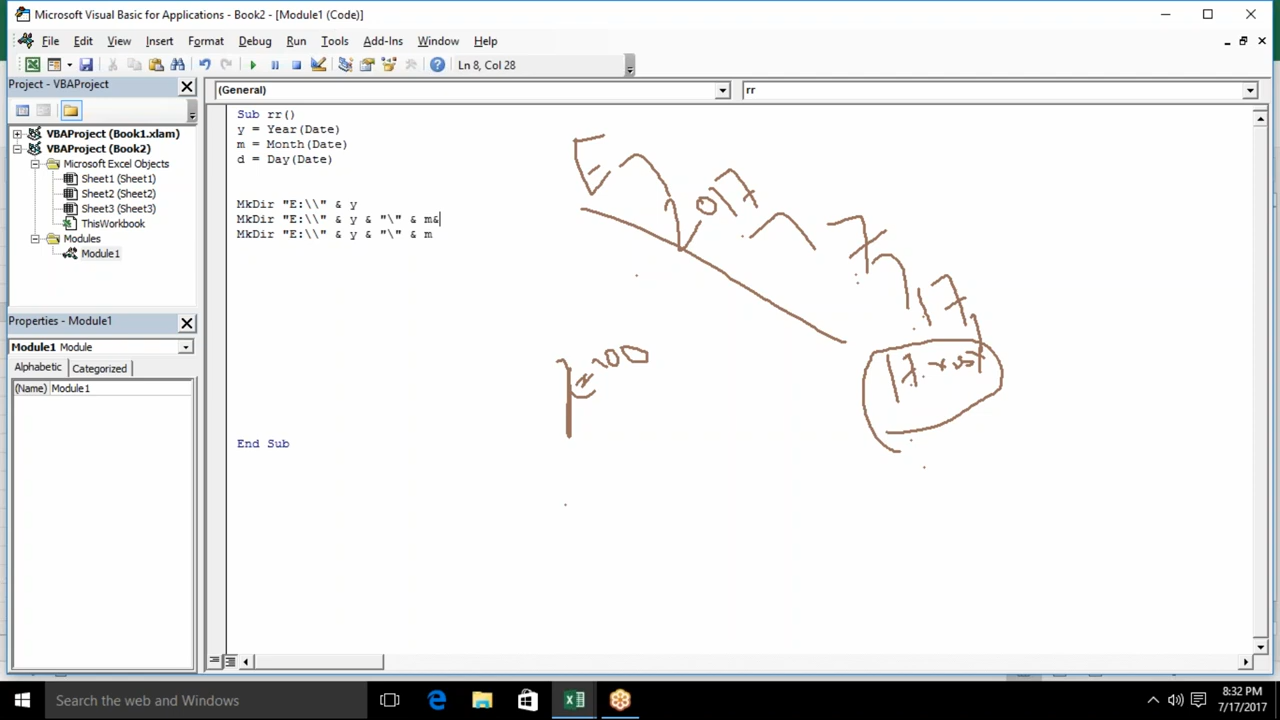 Microsoft Visual Basic for Applications - Book2 - [Module1 (Code)]
File Edit View Insert Format Debug Run Tools Add-Ins Window Help
Ln 8, Col 28
Project - VBAProject
(General) rr
VBAProject (Book1.xlam)
VBAProject (Book2)
Microsoft Excel Objects
Sheet1 (Sheet1)
Sheet2 (Sheet2)
Sheet3 (Sheet3)
ThisWorkbook
Modules
Module1
Properties - Module1
Module1 Module
Alphabetic Categorized
(Name) Module1
Sub rr()
y = Year(Date)
m = Month(Date)
d = Day(Date)
MkDir "E:\\" & y
MkDir "E:\\" & y & "\" & m&
MkDir "E:\\" & y & "\" & m
End Sub
E
17
7
17
Search the web and Windows
8:32 PM
7/17/2017